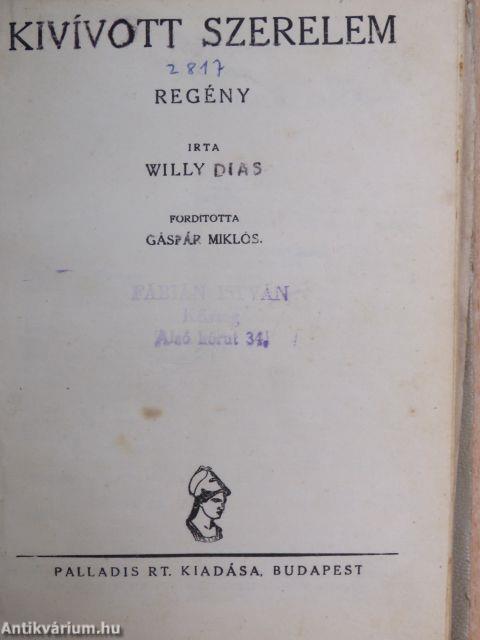 KIVÍVOTT SZERELEM
2817
REGÉNY
IRTA
WILLY DIAS
FORDITOTTA
GÁSPÁR MIKLÓS.
FÁBIÁN ISTVÁN
Kőszeg
Alsó körut 34.
PALLADIS RT. KIADÁSA, BUDAPEST
Antikvárium.hu